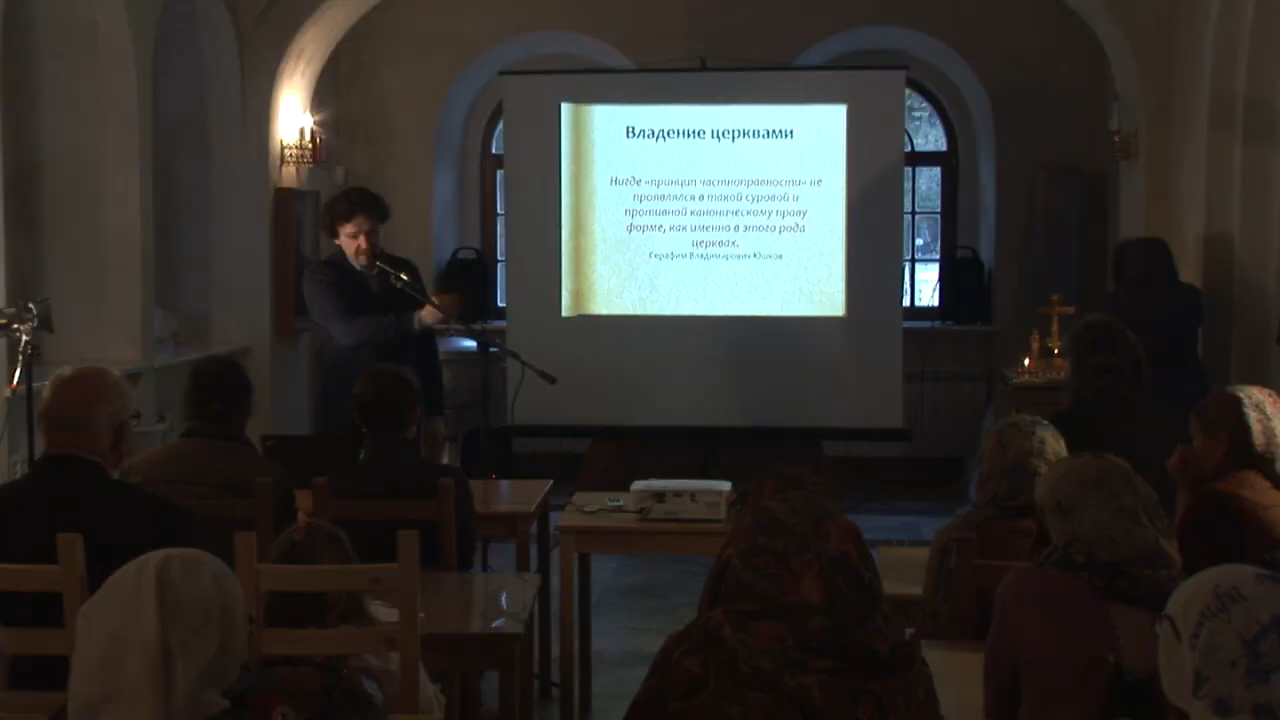 Владение церквами
Нигде «принцип частноправности» не
проявлялся в такой суровой и
противной каноническому праву
форме, как именно в этого рода
церквах.
Серафим Владимирович Юшков